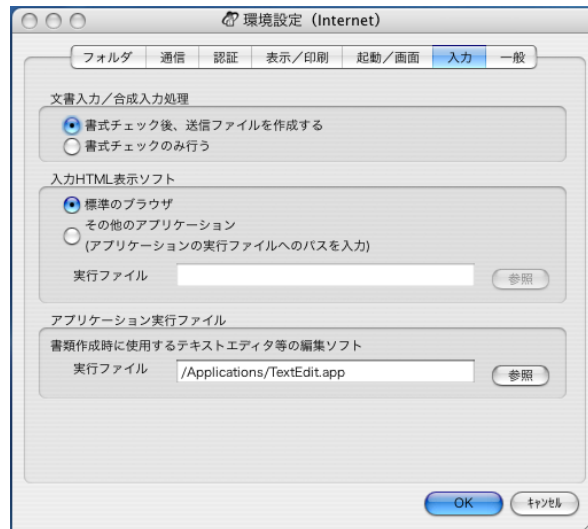 環境設定（Internet）
フォルダ 通信 認証 表示／印刷 起動／画面 入力 一般
文書入力／合成入力処理
書式チェック後、送信ファイルを作成する
書式チェックのみ行う
入力HTML表示ソフト
標準のブラウザ
その他のアプリケーション
(アプリケーションの実行ファイルへのパスを入力)
実行ファイル 参照
アプリケーション実行ファイル
書類作成時に使用するテキストエディタ等の編集ソフト
実行ファイル /Applications/TextEdit.app 参照
OK ｷｬﾝｾﾙ